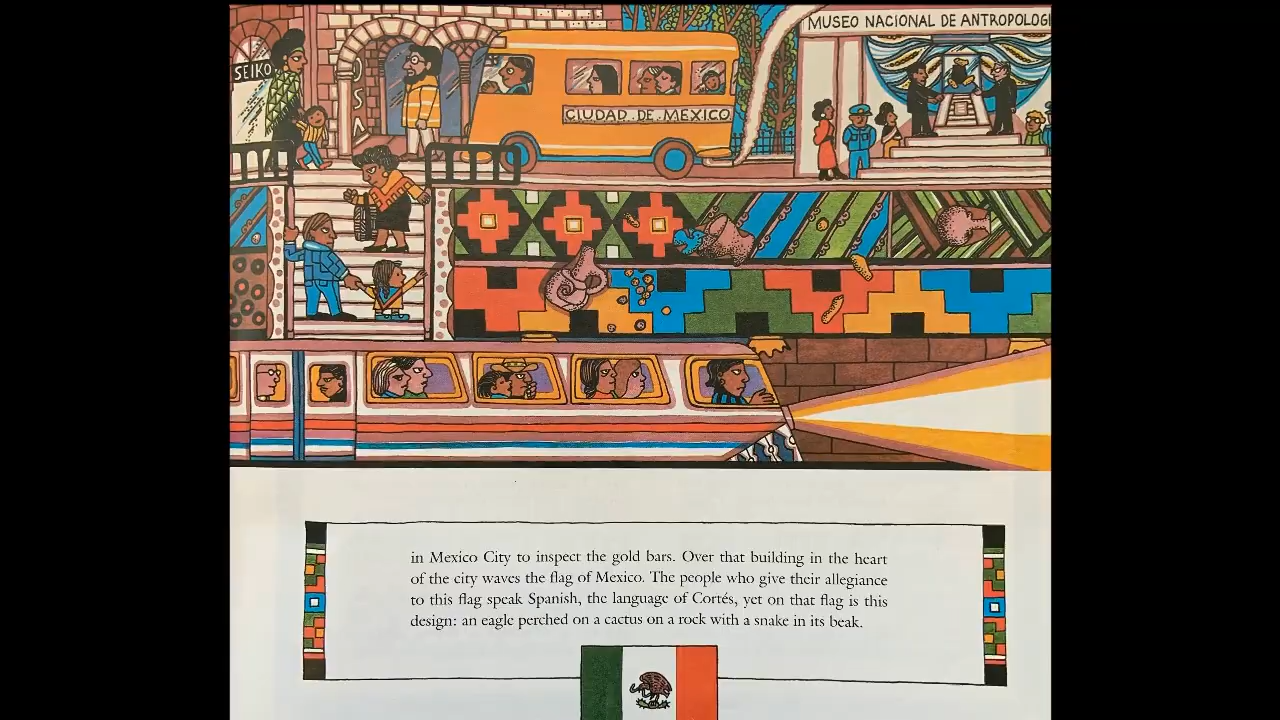 MUSEO NACIONAL DE ANTROPOLOGI
SEIKO
CIUDAD DE MEXICO
in Mexico City to inspect the gold bars. Over that building in the heart
of the city waves the flag of Mexico. The people who give their allegiance
to this flag speak Spanish, the language of Cortés, yet on that flag is this
design: an eagle perched on a cactus on a rock with a snake in its beak.